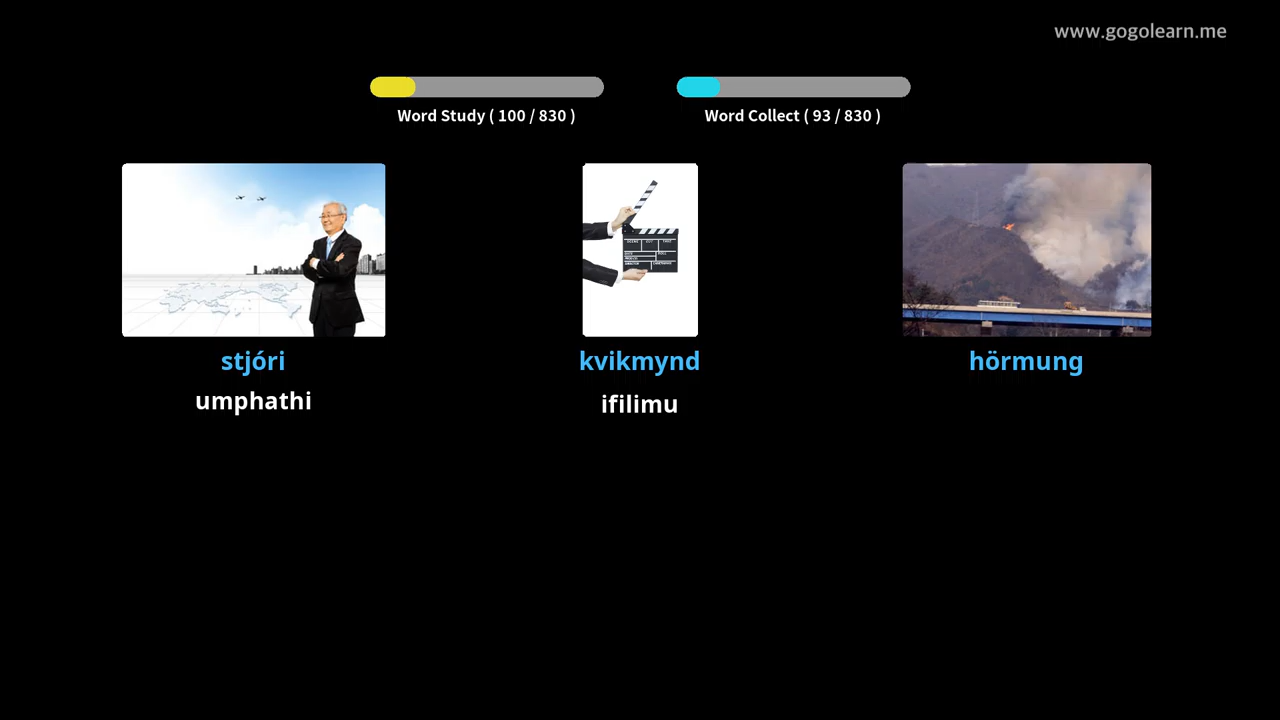 www.gogolearn.me
Word Study ( 100 / 830 )
Word Collect ( 93 / 830 )
stjóri
kvikmynd
hörmung
umphathi
ifilimu